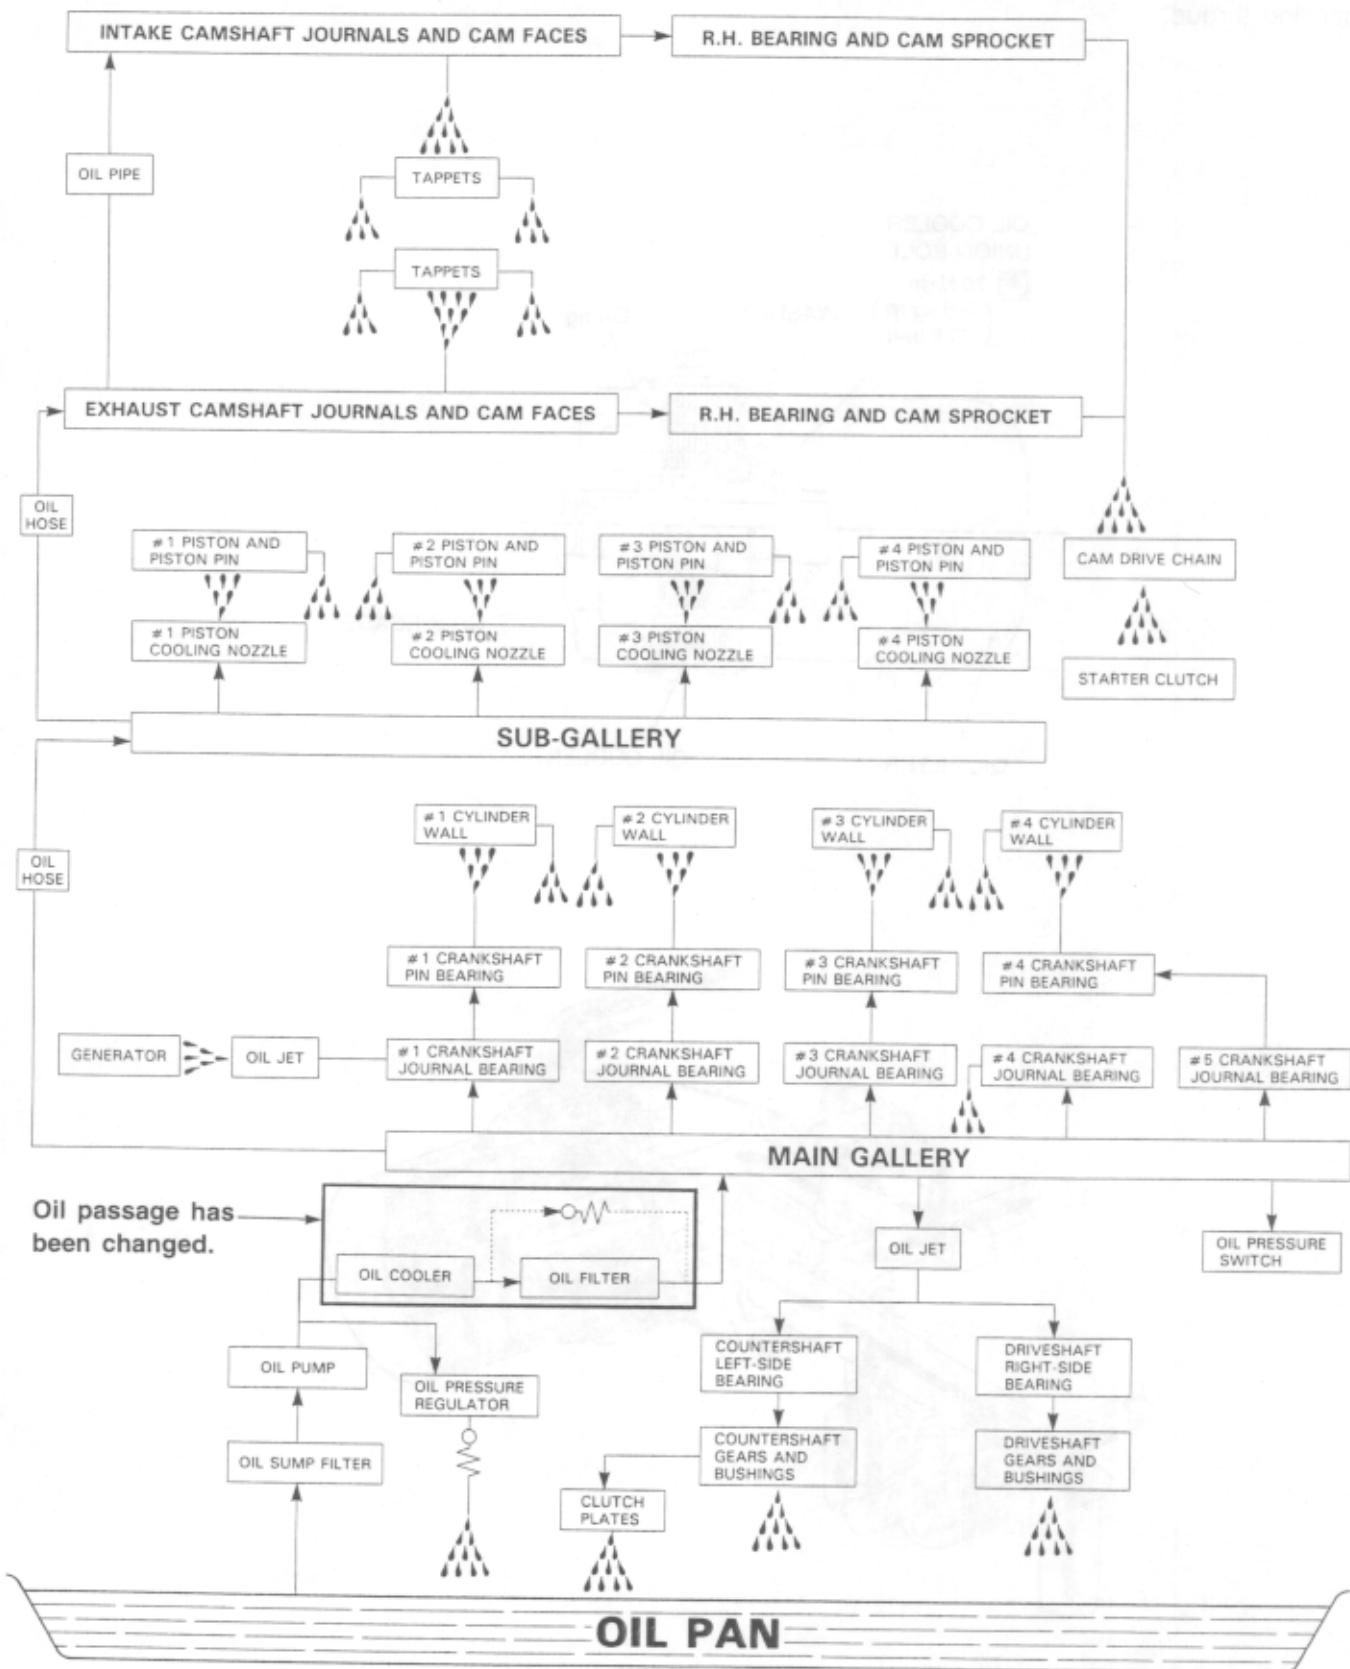 INTAKE CAMSHAFT JOURNALS AND CAM FACES
R.H. BEARING AND CAM SPROCKET
OIL PIPE
TAPPETS
TAPPETS
EXHAUST CAMSHAFT JOURNALS AND CAM FACES
R.H. BEARING AND CAM SPROCKET
OIL
HOSE
#1 PISTON AND
PISTON PIN
#2 PISTON AND
PISTON PIN
#3 PISTON AND
PISTON PIN
#4 PISTON AND
PISTON PIN
CAM DRIVE CHAIN
#1 PISTON
COOLING NOZZLE
#2 PISTON
COOLING NOZZLE
#3 PISTON
COOLING NOZZLE
#4 PISTON
COOLING NOZZLE
STARTER CLUTCH
SUB-GALLERY
#1 CYLINDER
WALL
#2 CYLINDER
WALL
#3 CYLINDER
WALL
#4 CYLINDER
WALL
OIL
HOSE
#1 CRANKSHAFT
PIN BEARING
#2 CRANKSHAFT
PIN BEARING
#3 CRANKSHAFT
PIN BEARING
#4 CRANKSHAFT
PIN BEARING
GENERATOR
OIL JET
#1 CRANKSHAFT
JOURNAL BEARING
#2 CRANKSHAFT
JOURNAL BEARING
#3 CRANKSHAFT
JOURNAL BEARING
#4 CRANKSHAFT
JOURNAL BEARING
#5 CRANKSHAFT
JOURNAL BEARING
MAIN GALLERY
Oil passage has
been changed.
OIL COOLER
OIL FILTER
OIL JET
OIL PRESSURE
SWITCH
OIL PUMP
OIL PRESSURE
REGULATOR
COUNTERSHAFT
LEFT-SIDE
BEARING
DRIVESHAFT
RIGHT-SIDE
BEARING
OIL SUMP FILTER
COUNTERSHAFT
GEARS AND
BUSHINGS
DRIVESHAFT
GEARS AND
BUSHINGS
CLUTCH
PLATES
OIL PAN